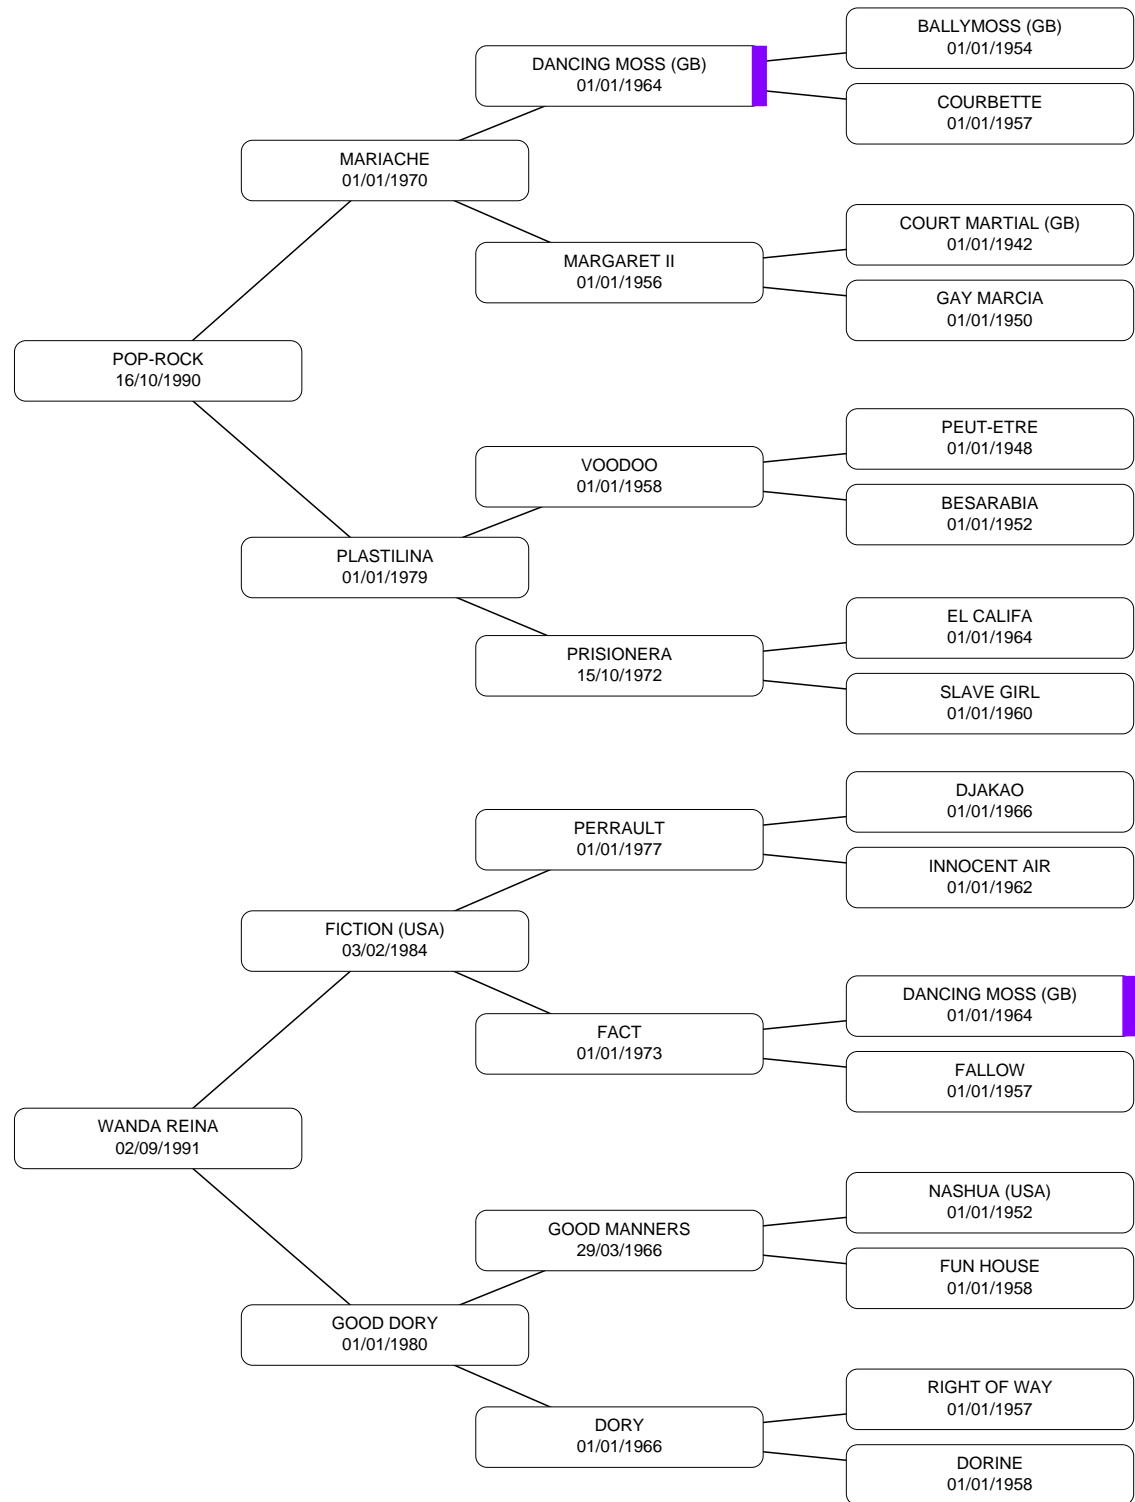 BALLYMOSS (GB)
01/01/1954
DANCING MOSS (GB)
01/01/1964
COURBETTE
01/01/1957
MARIACHE
01/01/1970
COURT MARTIAL (GB)
01/01/1942
MARGARET II
01/01/1956
GAY MARCIA
01/01/1950
POP-ROCK
16/10/1990
PEUT-ETRE
01/01/1948
VOODOO
01/01/1958
BESARABIA
01/01/1952
PLASTILINA
01/01/1979
EL CALIFA
01/01/1964
PRISIONERA
15/10/1972
SLAVE GIRL
01/01/1960
DJAKAO
01/01/1966
PERRAULT
01/01/1977
INNOCENT AIR
01/01/1962
FICTION (USA)
03/02/1984
DANCING MOSS (GB)
01/01/1964
FACT
01/01/1973
FALLOW
01/01/1957
WANDA REINA
02/09/1991
NASHUA (USA)
01/01/1952
GOOD MANNERS
29/03/1966
FUN HOUSE
01/01/1958
GOOD DORY
01/01/1980
RIGHT OF WAY
01/01/1957
DORY
01/01/1966
DORINE
01/01/1958